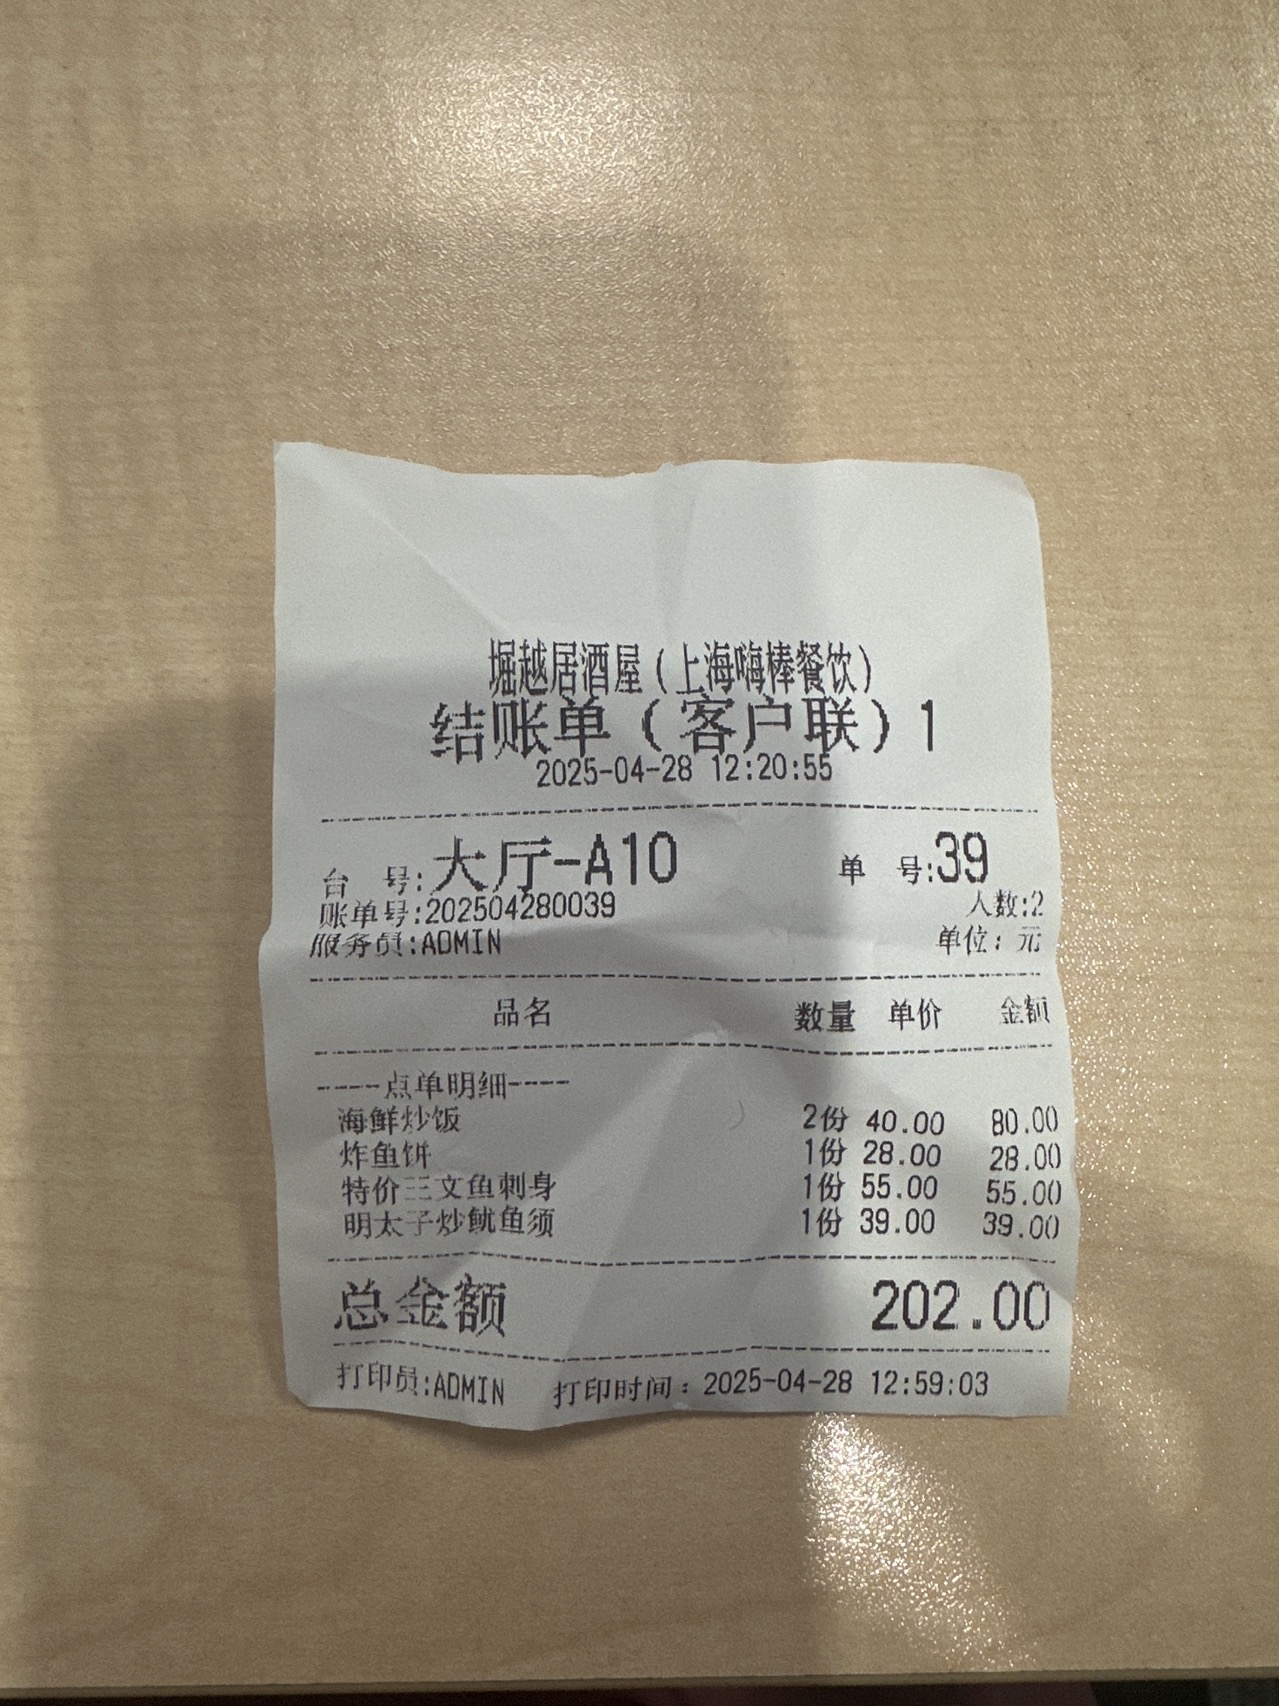 堀越居酒屋(上海嗨棒餐饮)
结账单(客户联)1
2025-04-28 12:20:55
台 号:大厅-A10 单 号:39
账单号:202504280039 人数:2
服务员:ADMIN 单位:元
品名 数量 单价 金额
----点单明细----
海鲜炒饭 2份 40.00 80.00
炸鱼饼 1份 28.00 28.00
特价三文鱼刺身 1份 55.00 55.00
明太子炒鱿鱼须 1份 39.00 39.00
总金额 202.00
打印员:ADMIN 打印时间:2025-04-28 12:59:03